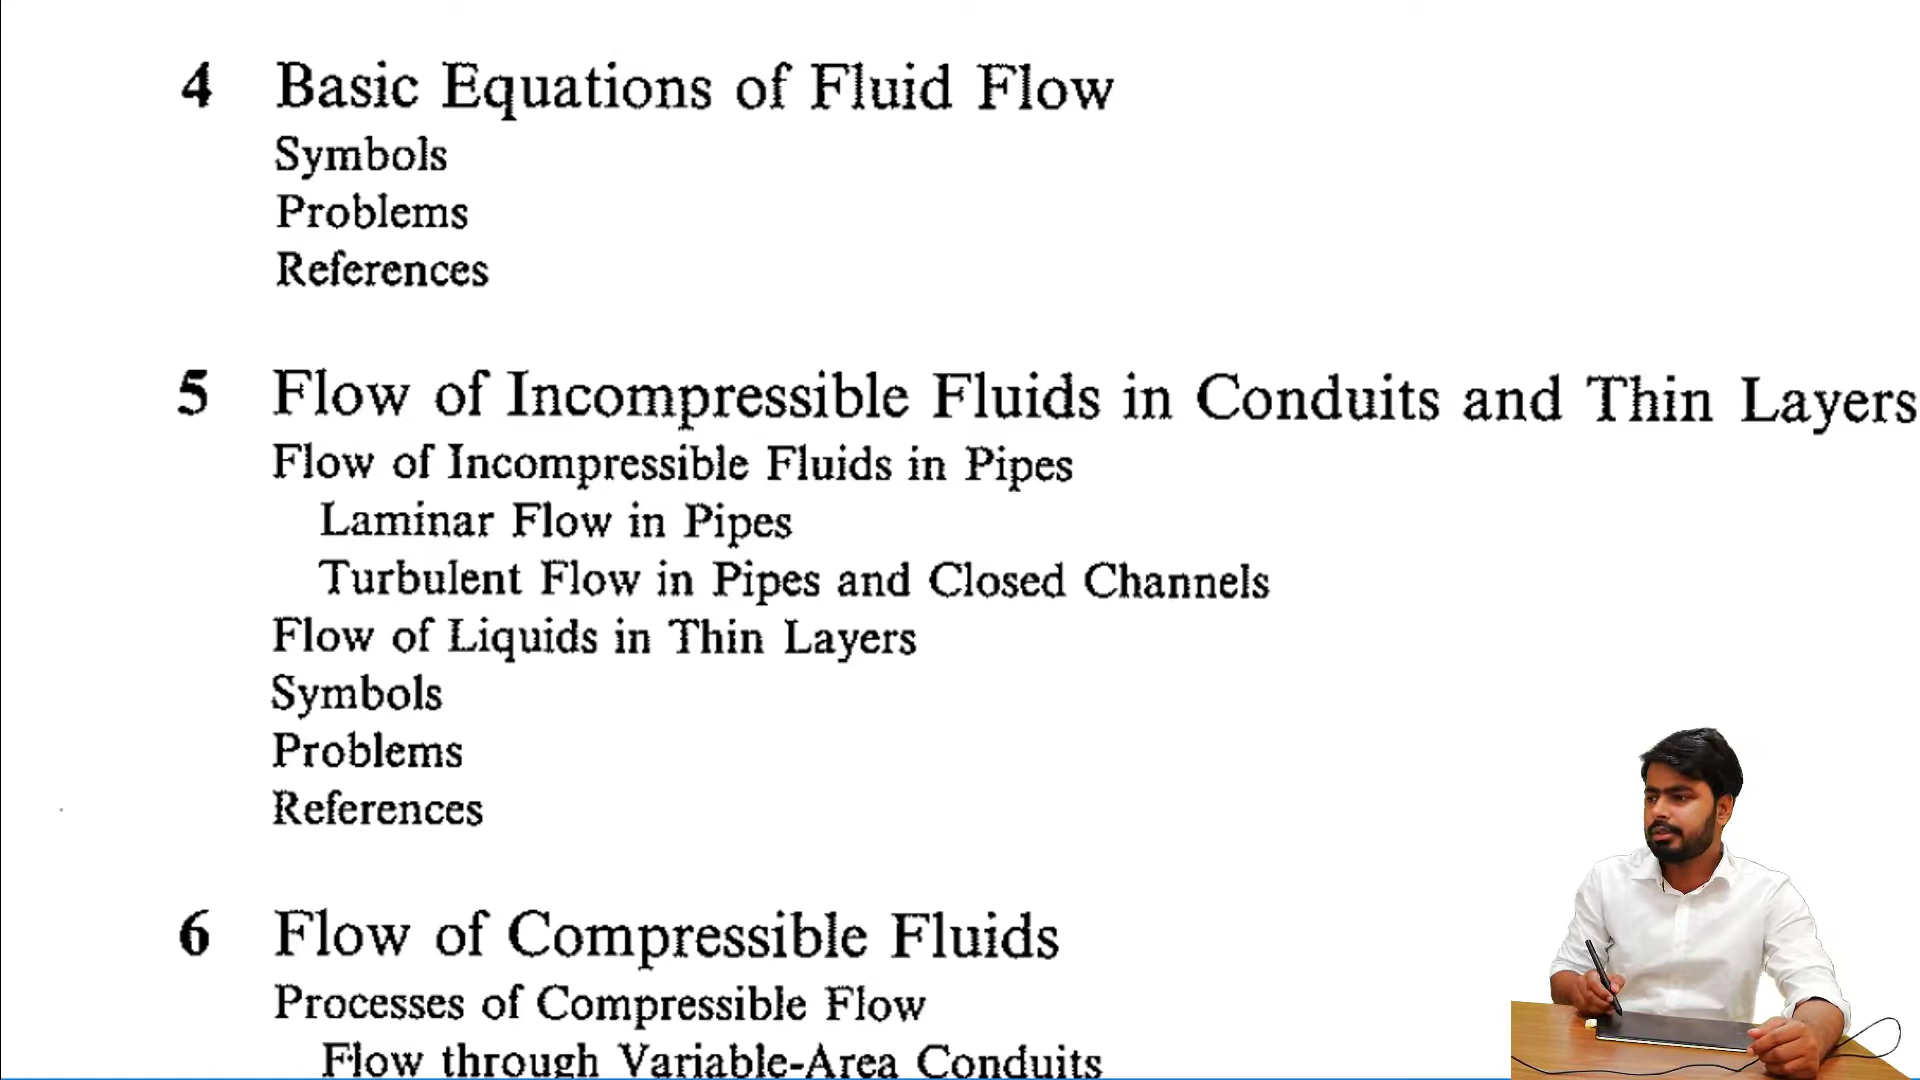 4 Basic Equations of Fluid Flow
Symbols
Problems
References
5 Flow of Incompressible Fluids in Conduits and Thin Layers
Flow of Incompressible Fluids in Pipes
Laminar Flow in Pipes
Turbulent Flow in Pipes and Closed Channels
Flow of Liquids in Thin Layers
Symbols
Problems
References
6 Flow of Compressible Fluids
Processes of Compressible Flow
Flow through Variable-Area Conduits